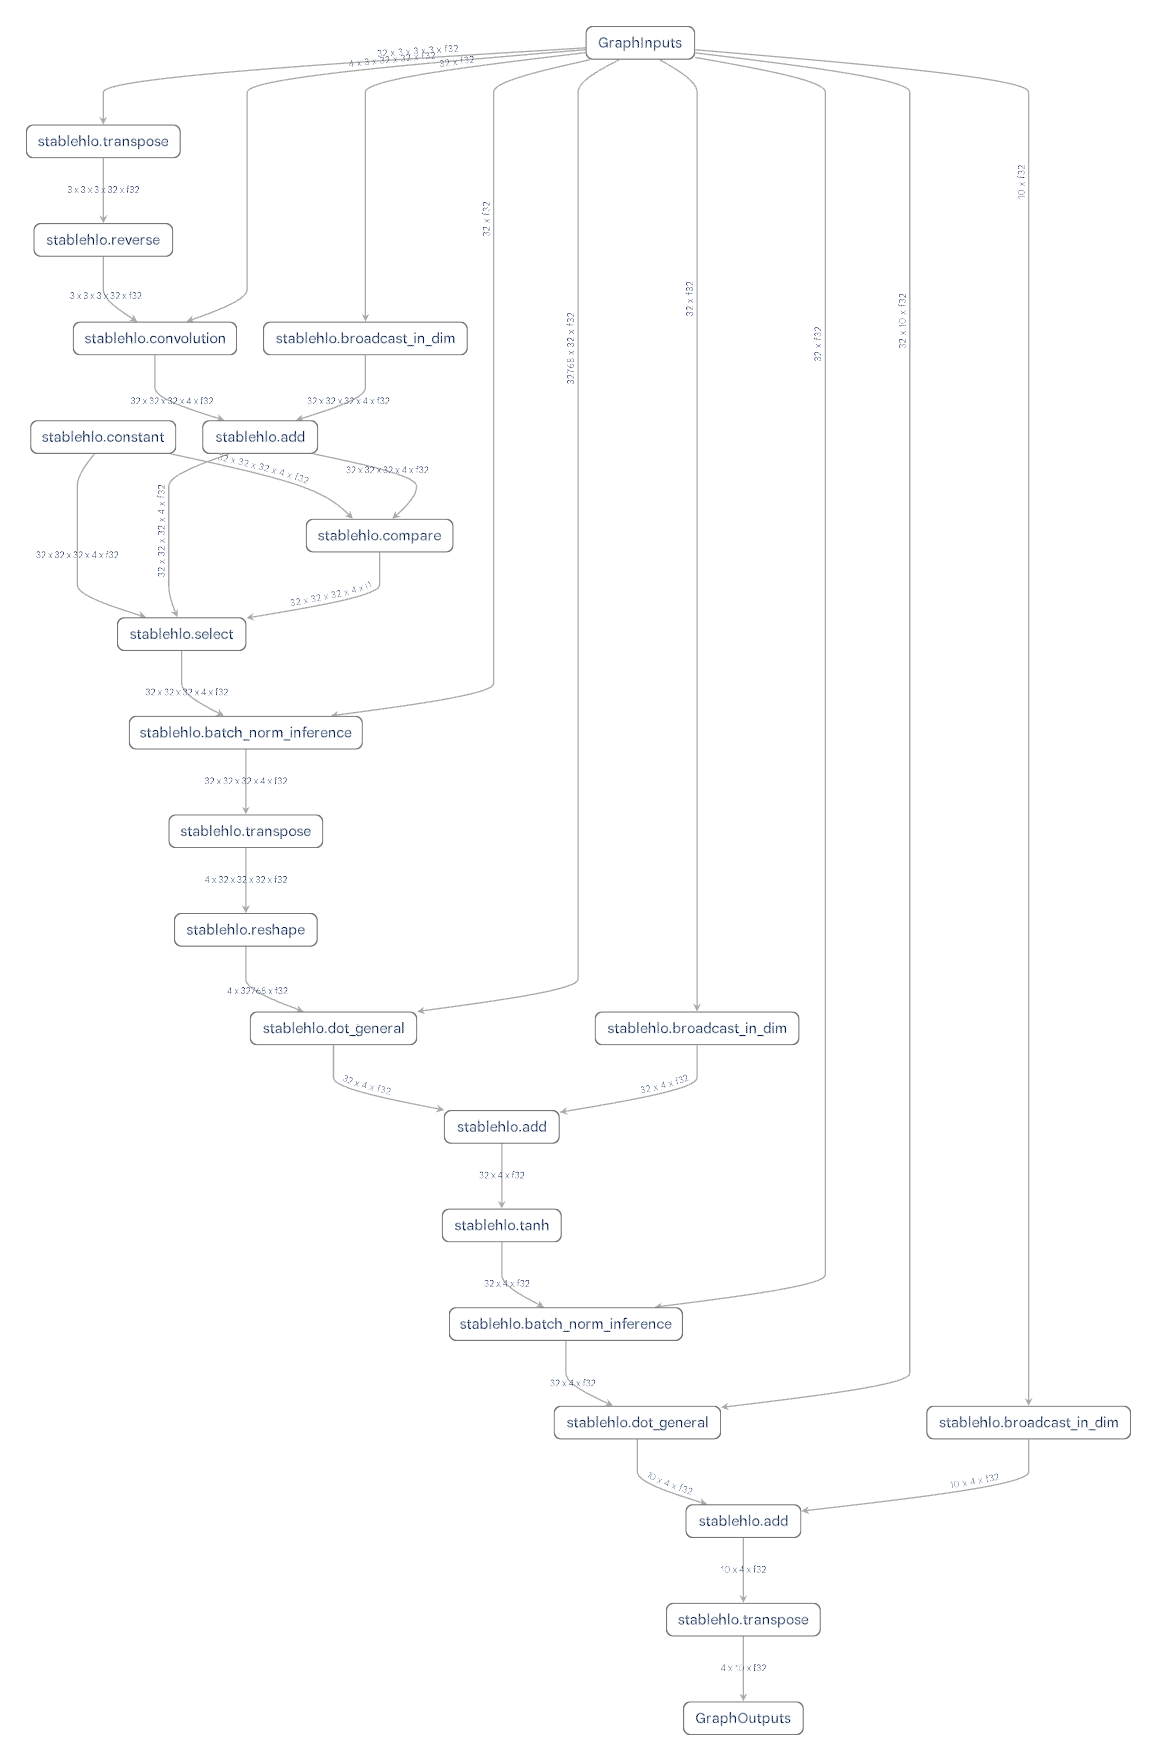 GraphInputs
32 x 3 x 3 x 3 x f32
4 x 3 x 32 x 32 x f32
32 x f32
stablehlo.transpose
10 x f32
3 x 3 x 3 x 32 x f32
32 x f32
stablehlo.reverse
3 x 3 x 3 x 32 x f32
32 x f32
32 x 10 x f32
stablehlo.convolution
stablehlo.broadcast_in_dim
32768 x 32 x f32
32 x f32
32 x 32 x 32 x 4 x f32
32 x 32 x 32 x 4 x f32
stablehlo.constant
stablehlo.add
32 x 32 x 32 x 4 x f32
32 x 32 x 32 x 4 x f32
32 x 32 x 32 x 4 x f32
stablehlo.compare
32 x 32 x 32 x 4 x f32
32 x 32 x 32 x 4 x i1
stablehlo.select
32 x 32 x 32 x 4 x f32
stablehlo.batch_norm_inference
32 x 32 x 32 x 4 x f32
stablehlo.transpose
4 x 32 x 32 x 32 x f32
stablehlo.reshape
4 x 32768 x f32
stablehlo.dot_general
stablehlo.broadcast_in_dim
32 x 4 x f32
32 x 4 x f32
stablehlo.add
32 x 4 x f32
stablehlo.tanh
32 x 4 x f32
stablehlo.batch_norm_inference
32 x 4 x f32
stablehlo.dot_general
stablehlo.broadcast_in_dim
10 x 4 x f32
10 x 4 x f32
stablehlo.add
10 x 4 x f32
stablehlo.transpose
4 x 10 x f32
GraphOutputs